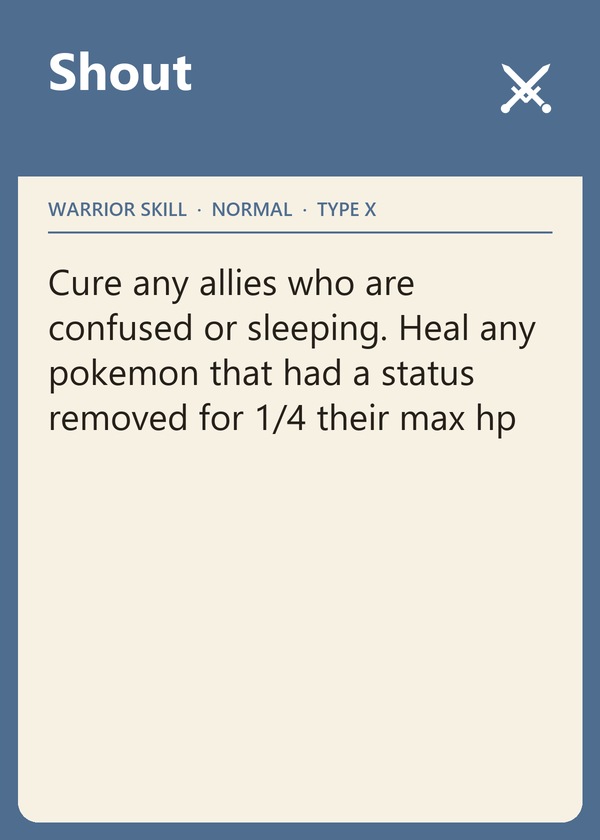 Shout
WARRIOR SKILL · NORMAL · TYPE X
Cure any allies who are
confused or sleeping. Heal any
pokemon that had a status
removed for 1/4 their max hp